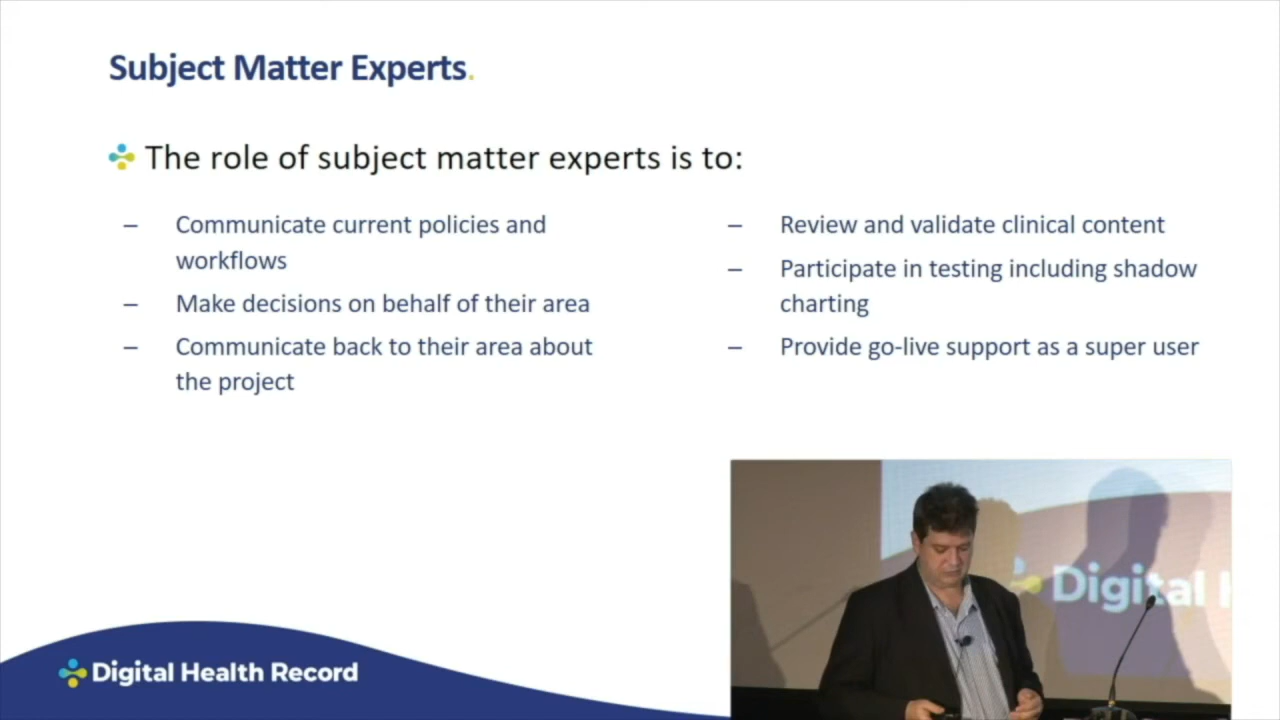 Subject Matter Experts.
The role of subject matter experts is to:
– Communicate current policies and
workflows
– Make decisions on behalf of their area
– Communicate back to their area about
the project
– Review and validate clinical content
– Participate in testing including shadow
charting
– Provide go-live support as a super user
Digital H
Digital Health Record